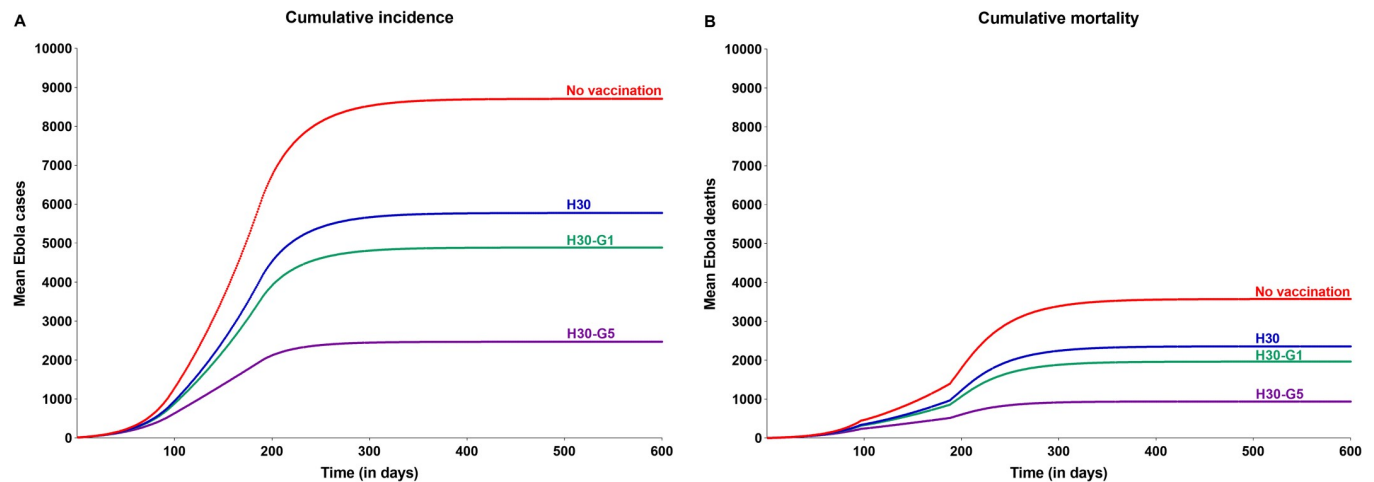 A
Cumulative incidence
10000
9000
8000
7000
6000
5000
4000
3000
2000
1000
0
Mean Ebola cases
No vaccination
H30
H30-G1
H30-G5
100 200 300 400 500 600
Time (in days)
B
Cumulative mortality
10000
9000
8000
7000
6000
5000
4000
3000
2000
1000
0
Mean Ebola deaths
No vaccination
H30
H30-G1
H30-G5
100 200 300 400 500 600
Time (in days)